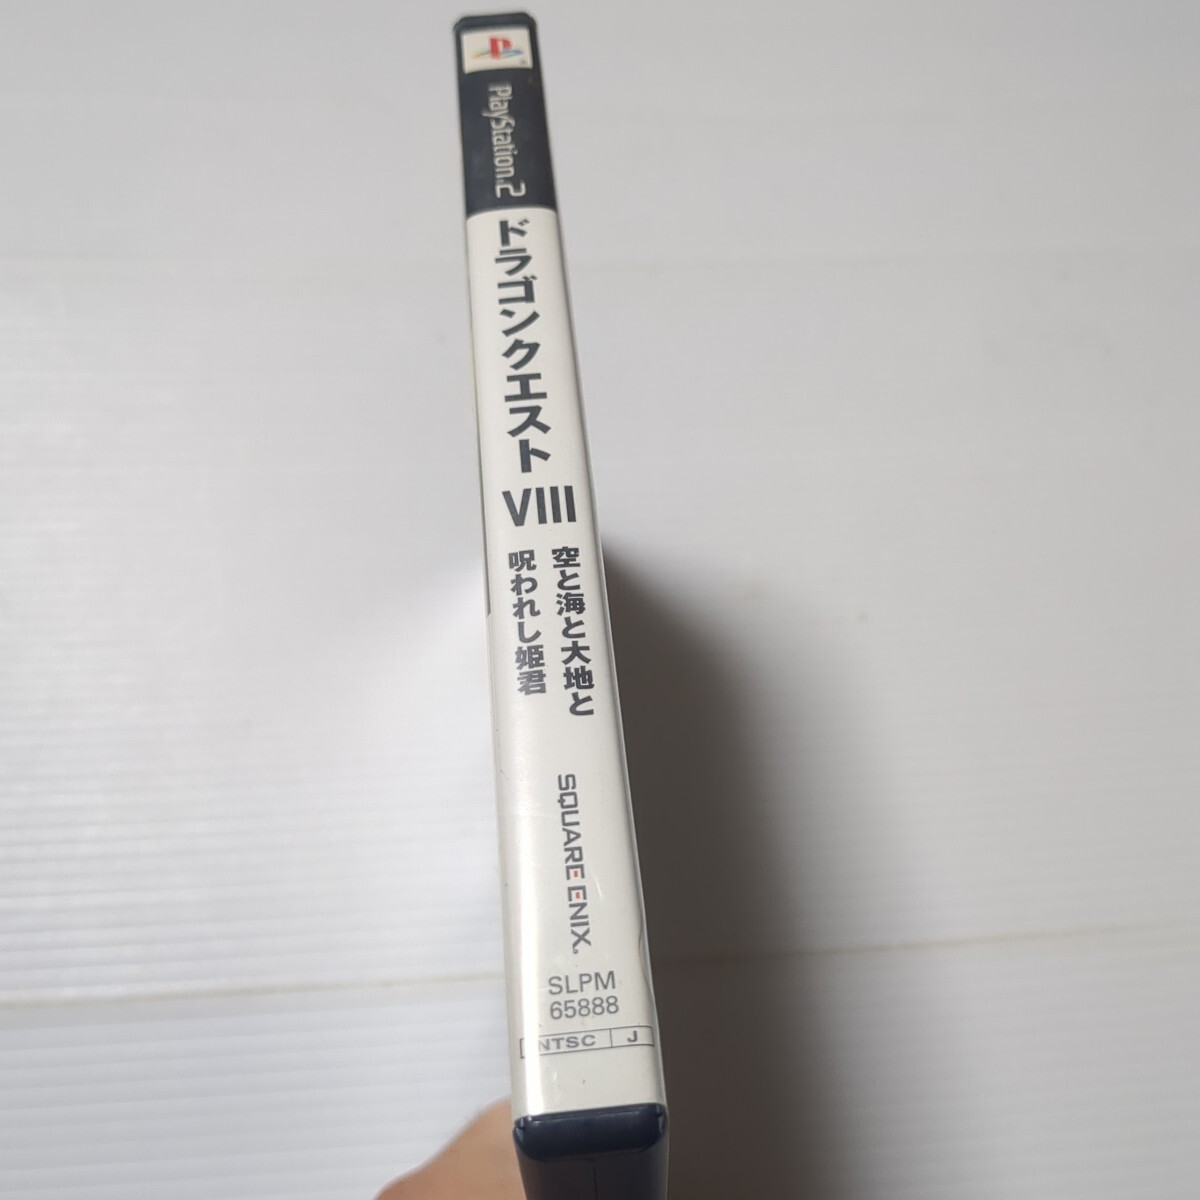 PlayStation.2
ドラゴンクエスト
VIII
空と海と大地と
呪われし姫君
SQUARE ENIX.
SLPM
65888
NTSC J